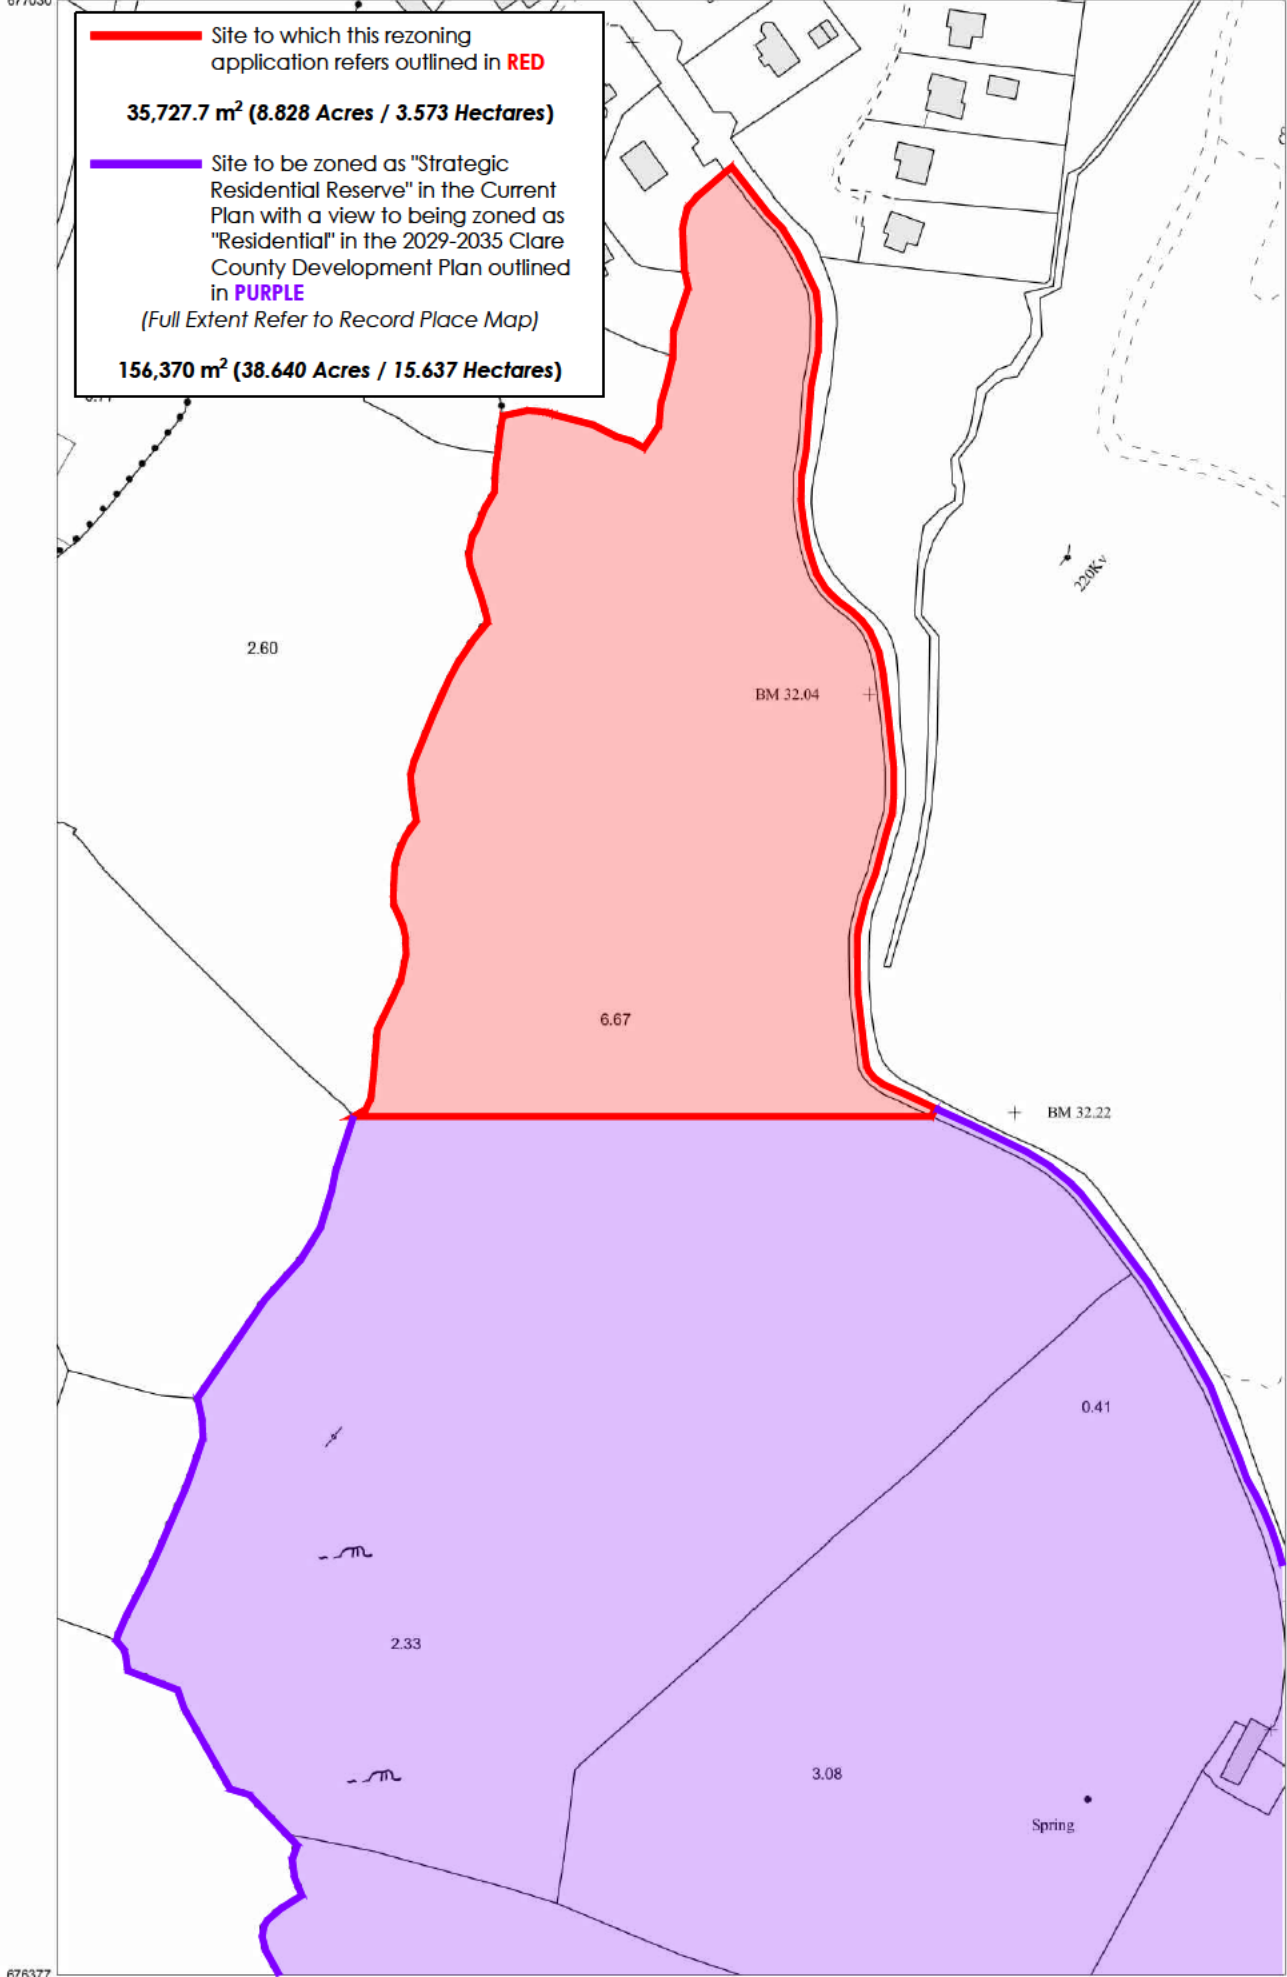 677030
Site to which this rezoning
application refers outlined in RED
35,727.7 m² (8.828 Acres / 3.573 Hectares)
Site to be zoned as "Strategic
Residential Reserve" in the Current
Plan with a view to being zoned as
"Residential" in the 2029-2035 Clare
County Development Plan outlined
in PURPLE
(Full Extent Refer to Record Place Map)
156,370 m² (38.640 Acres / 15.637 Hectares)
220Kv
2.60
BM 32.04
6.67
BM 32.22
0.41
2.33
3.08
Spring
676377